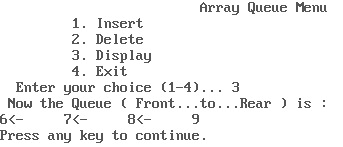 Array Queue Menu
1. Insert
2. Delete
3. Display
4. Exit
Enter your choice (1-4)... 3
Now the Queue ( Front...to...Rear ) is :
6<- 7<- 8<- 9
Press any key to continue.